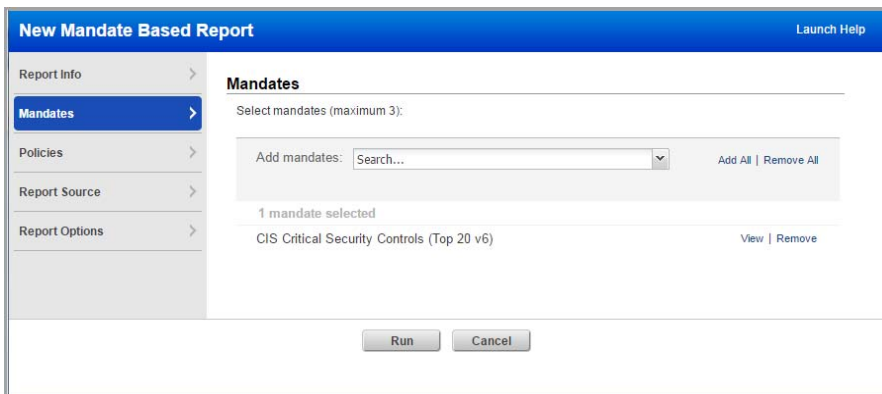 New Mandate Based Report
Launch Help
Report Info
Mandates
Policies
Report Source
Report Options
Mandates
Select mandates (maximum 3):
Add mandates: Search... Add All | Remove All
1 mandate selected
CIS Critical Security Controls (Top 20 v6) View | Remove
Run Cancel